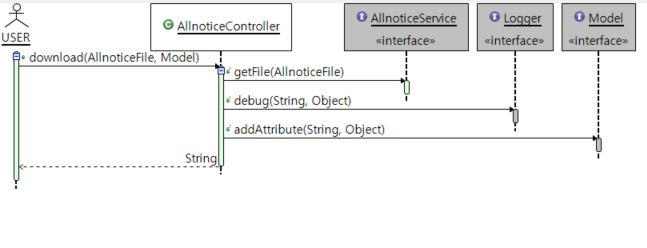 USER
AllnoticeController
AllnoticeService
«interface»
Logger
«interface»
Model
«interface»
download(AllnoticeFile, Model)
getFile(AllnoticeFile)
debug(String, Object)
addAttribute(String, Object)
String